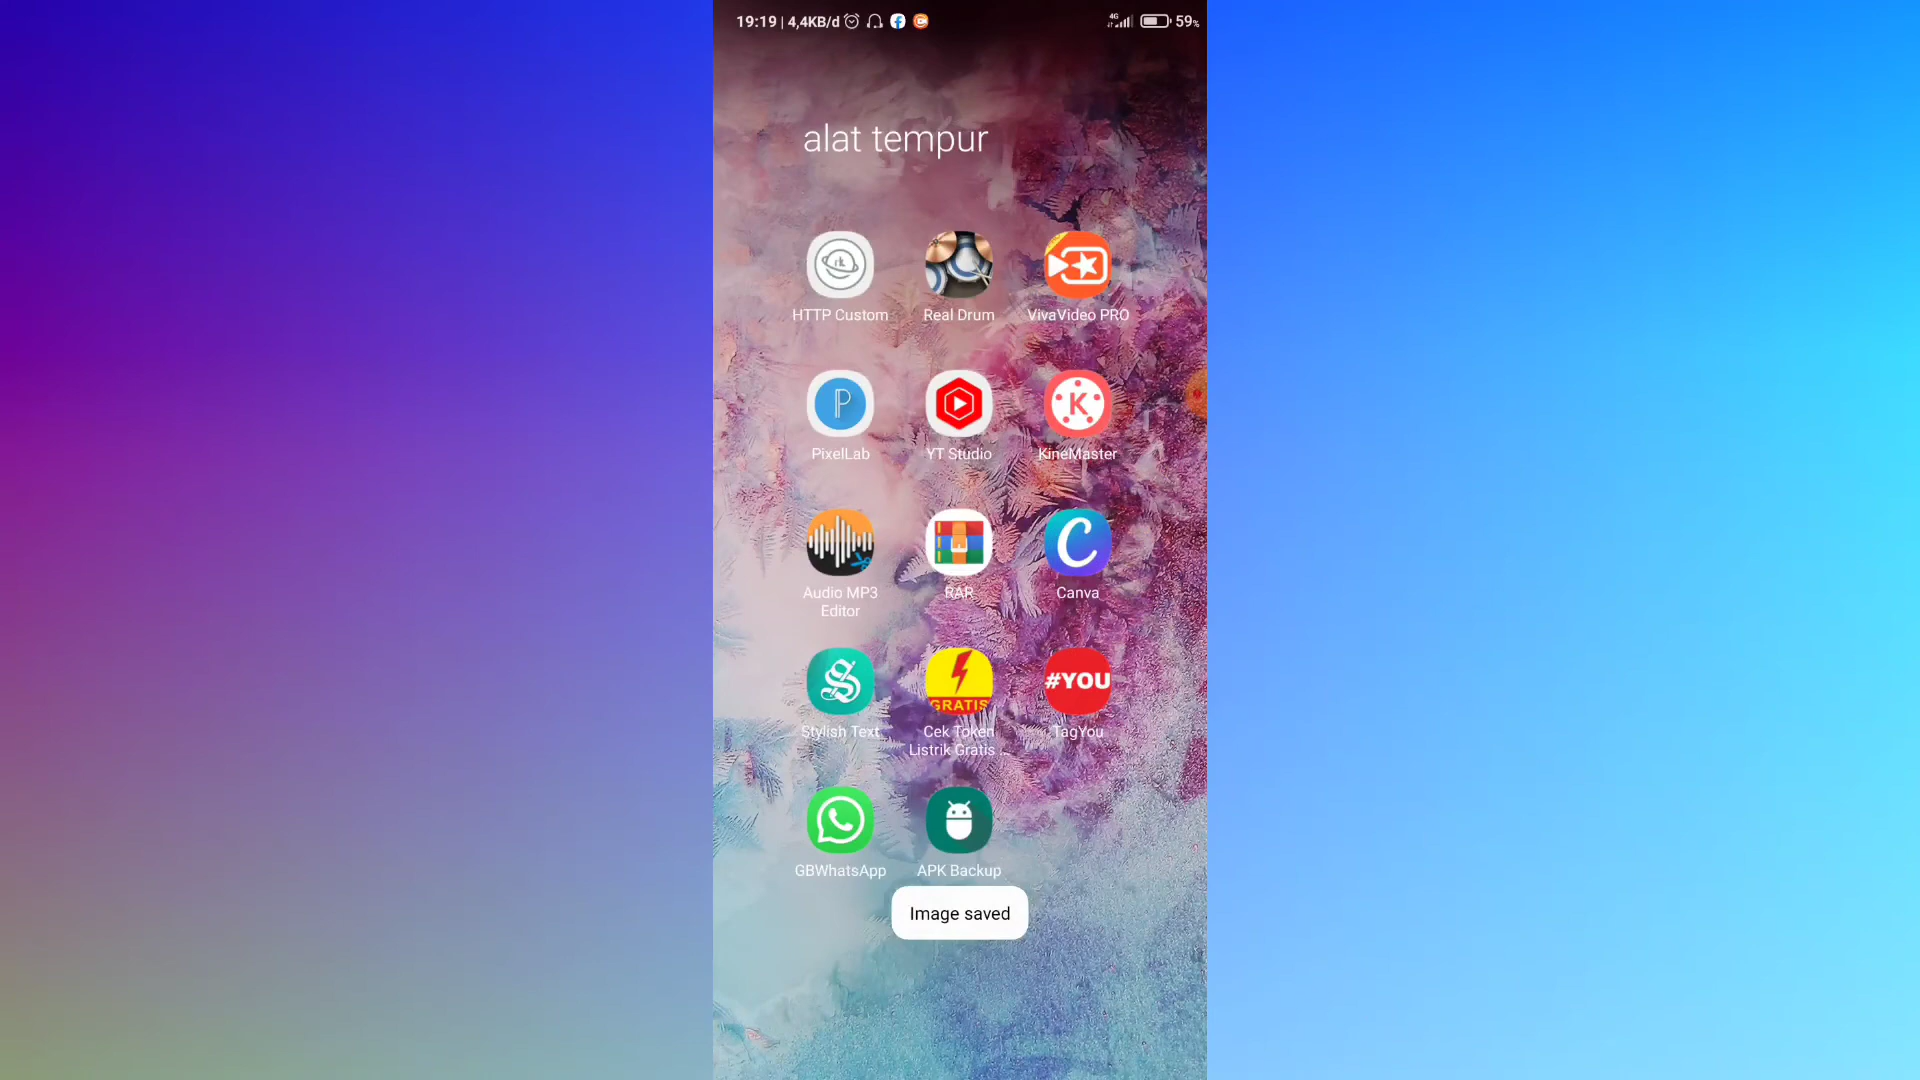 19:19 | 4,4KB/d
4G
59%
alat tempur
HTTP Custom
Real Drum
VivaVideo PRO
PixelLab
YT Studio
K
KineMaster
Audio MP3
Editor
RAR
Canva
Stylish Text
GRATIS
Cek Token
Listrik Gratis ...
#YOU
TagYou
GBWhatsApp
APK Backup
Image saved